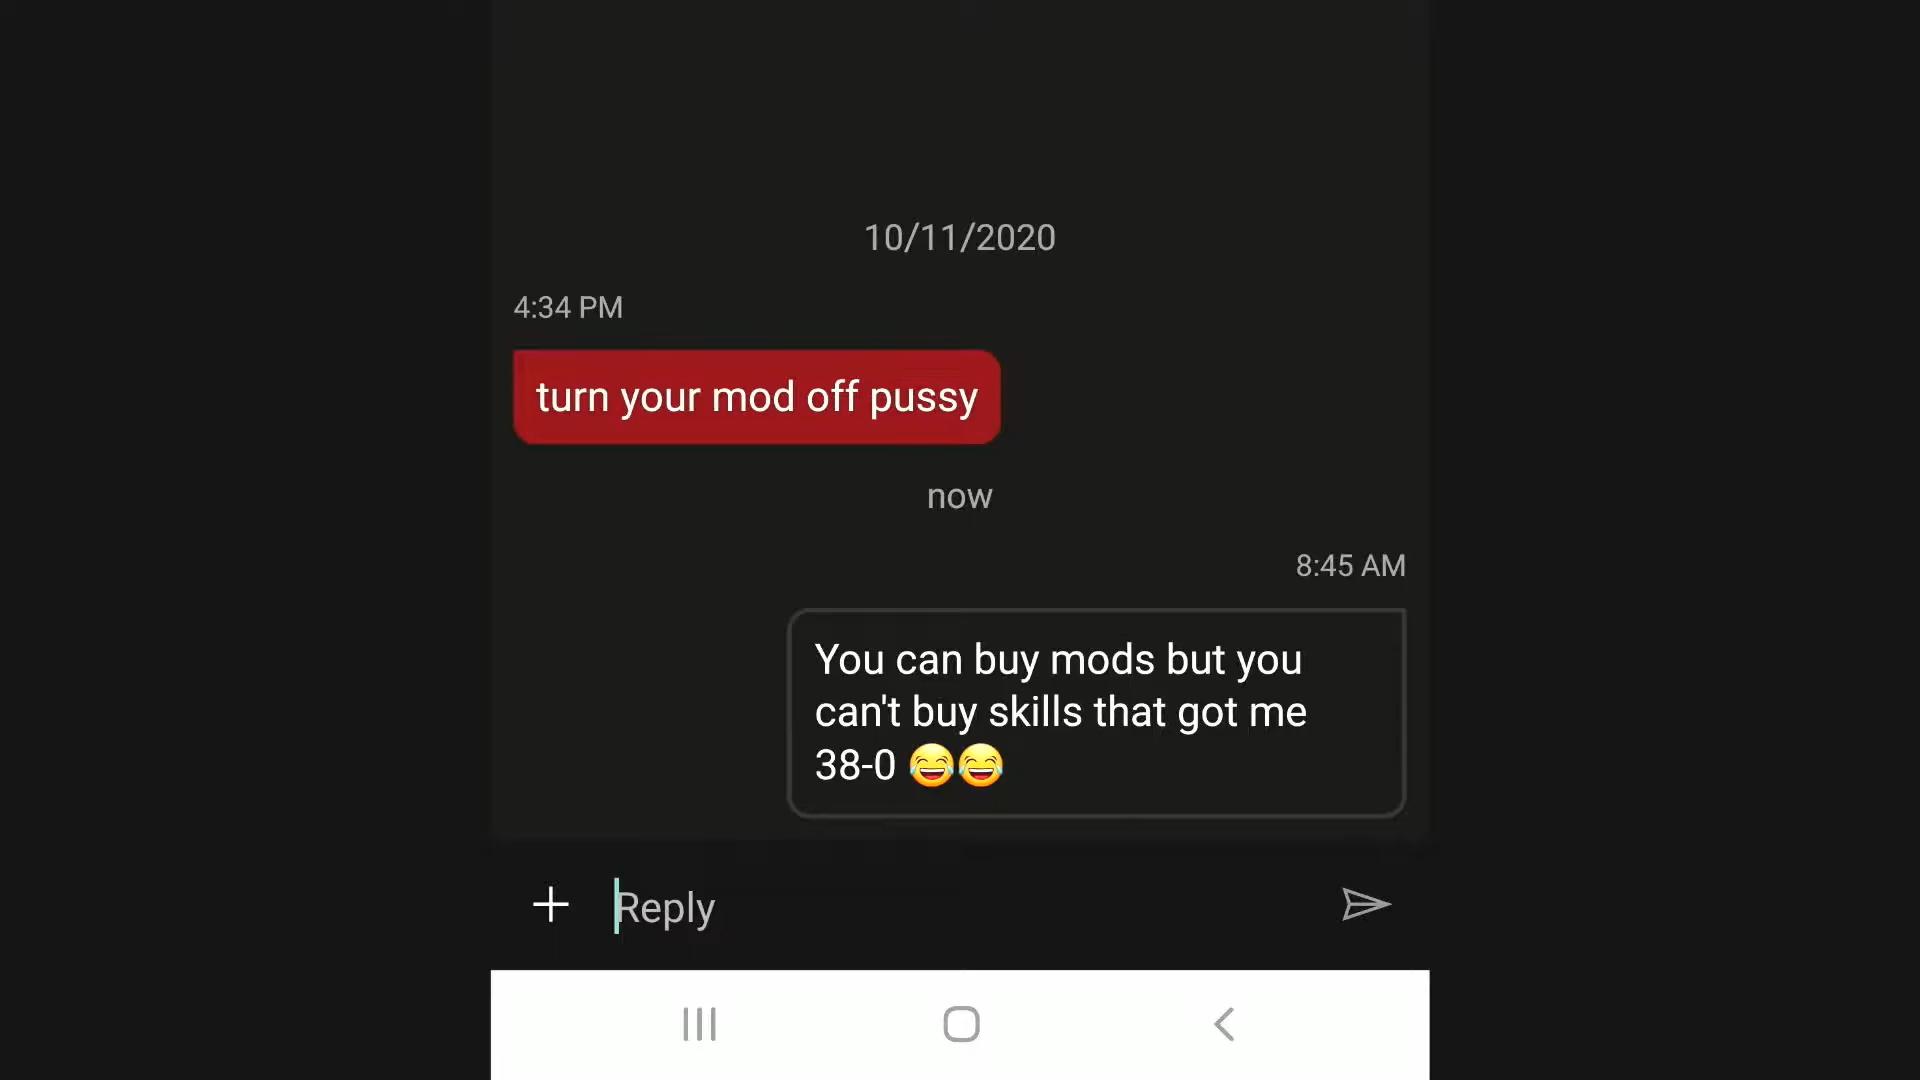 10/11/2020
4:34 PM
turn your mod off pussy
now
8:45 AM
You can buy mods but you
can't buy skills that got me
38-0 😂😂
Reply